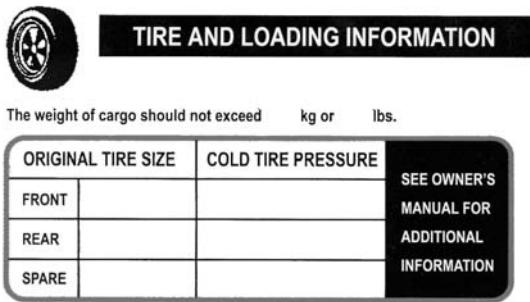 TIRE AND LOADING INFORMATION
The weight of cargo should not exceed kg or lbs.
ORIGINAL TIRE SIZE COLD TIRE PRESSURE
FRONT
REAR
SPARE
SEE OWNER'S
MANUAL FOR
ADDITIONAL
INFORMATION